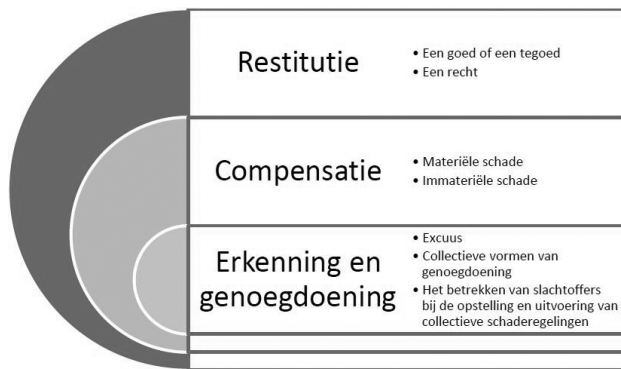 Restitutie
• Een goed of een tegoed
• Een recht
Compensatie
• Materiële schade
• Immateriële schade
Erkenning en
genoegdoening
• Excuus
• Collectieve vormen van
genoegdoening
• Het betrekken van slachtoffers
bij de opstelling en uitvoering van
collectieve schaderegelingen